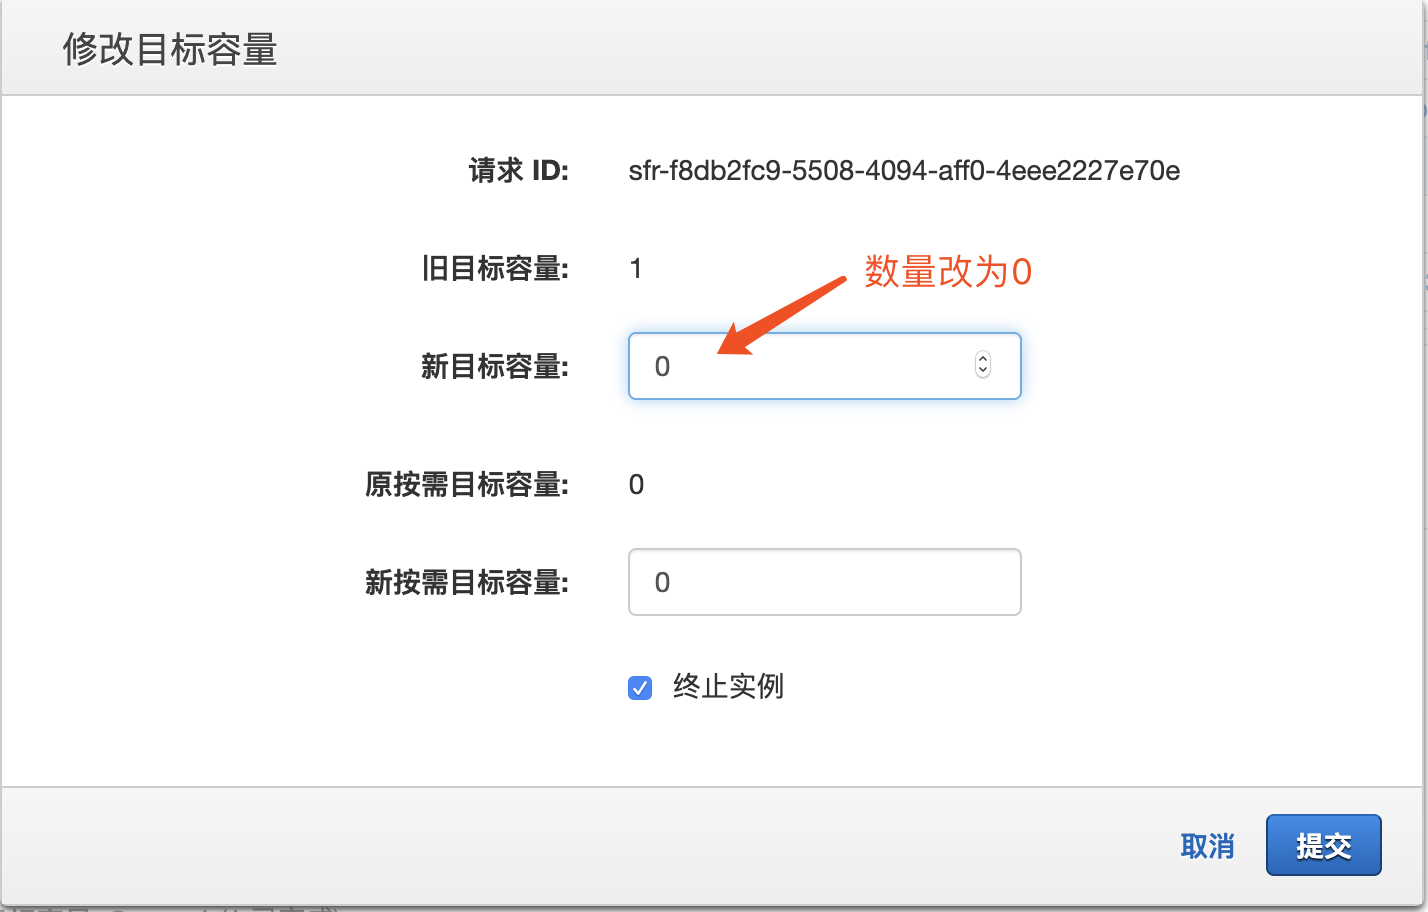 修改目标容量
请求 ID: sfr-f8db2fc9-5508-4094-aff0-4eee2227e70e
旧目标容量: 1
数量改为0
新目标容量: 0
原按需目标容量: 0
新按需目标容量: 0
终止实例
取消 提交